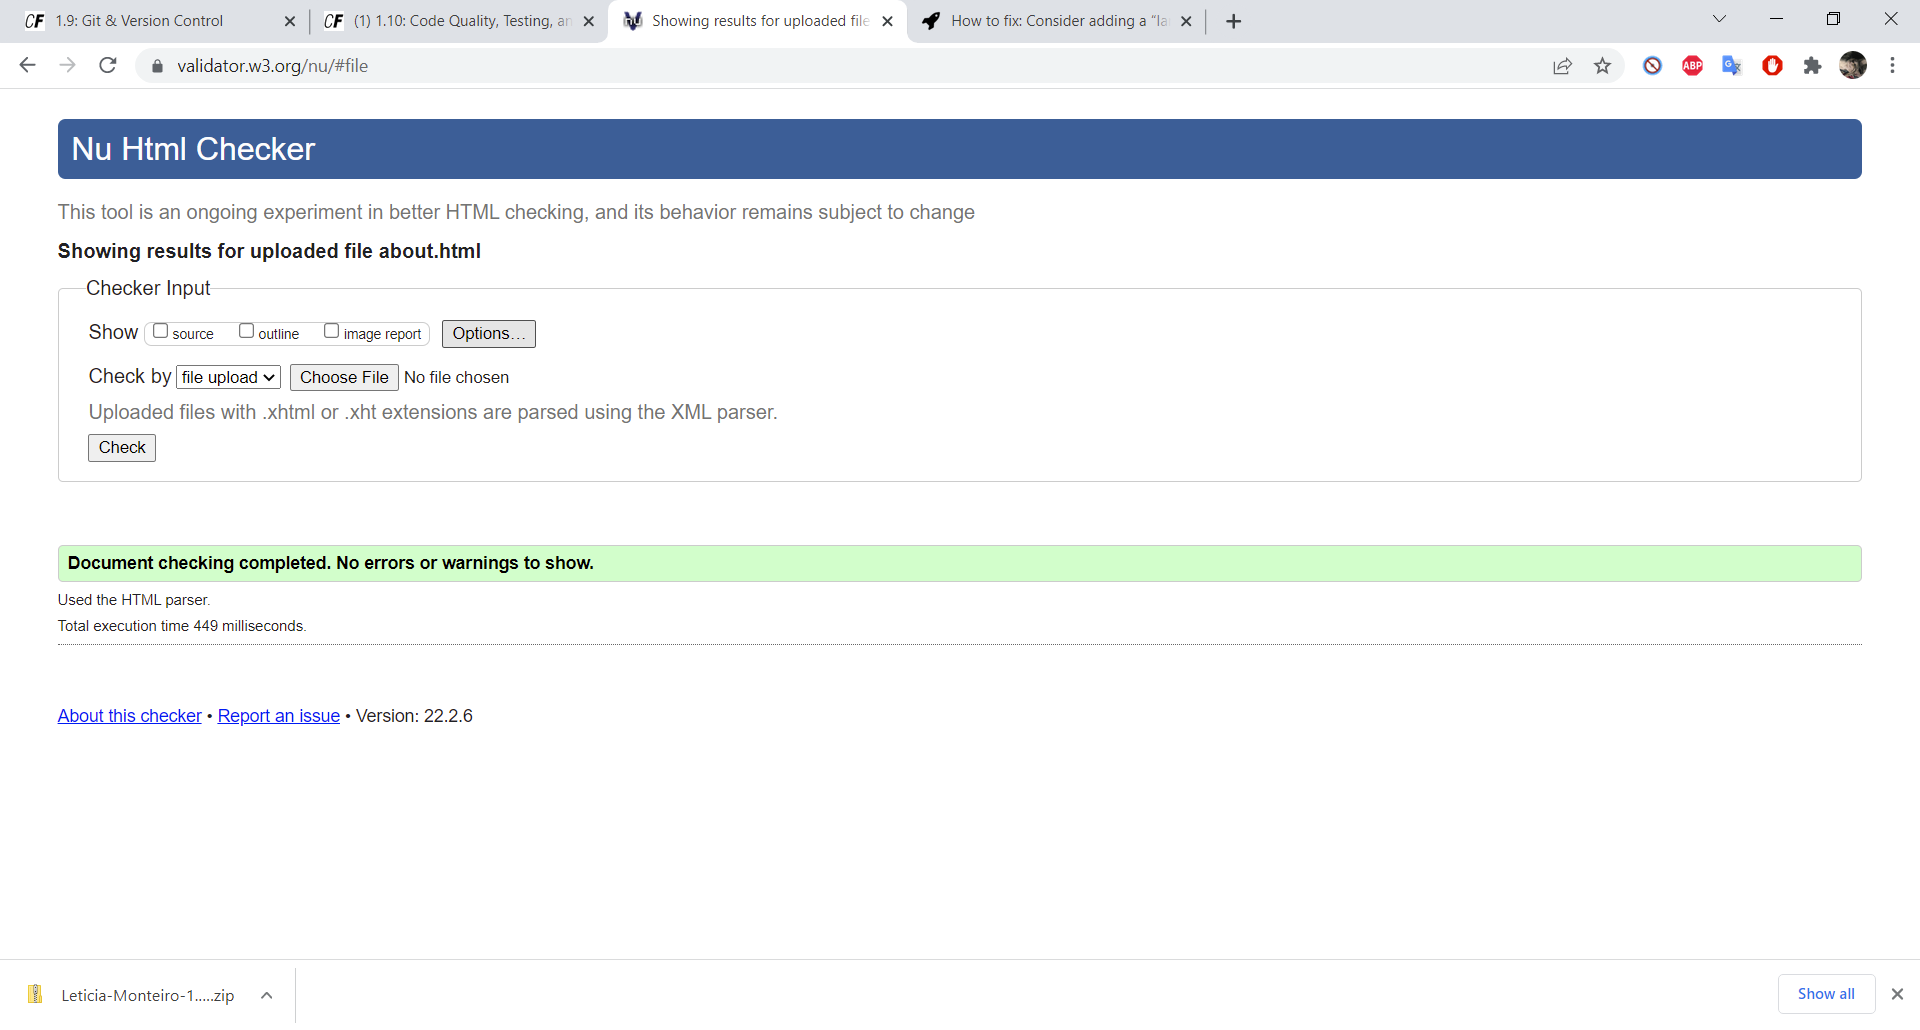 CF 1.9: Git & Version Control
CF (1) 1.10: Code Quality, Testing, an
Showing results for uploaded file
How to fix: Consider adding a "la
validator.w3.org/nu/#file
ABP
Nu Html Checker
This tool is an ongoing experiment in better HTML checking, and its behavior remains subject to change
Showing results for uploaded file about.html
Checker Input
Show source outline image report Options...
Check by file upload Choose File No file chosen
Uploaded files with .xhtml or .xht extensions are parsed using the XML parser.
Check
Document checking completed. No errors or warnings to show.
Used the HTML parser.
Total execution time 449 milliseconds.
About this checker • Report an issue • Version: 22.2.6
Leticia-Monteiro-1.....zip
Show all